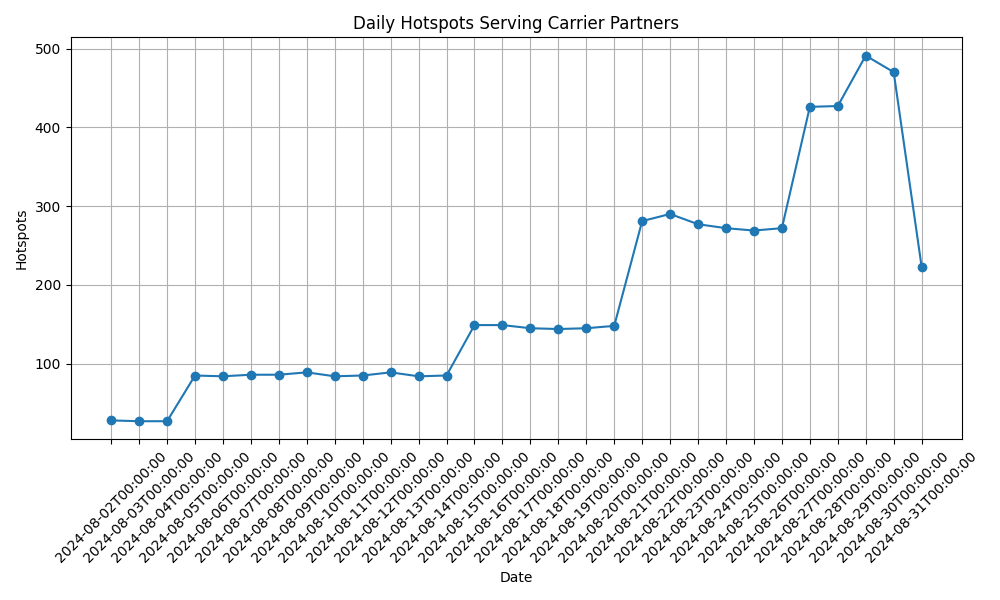 Daily Hotspots Serving Carrier Partners
500
400
300
200
100
Hotspots
2024-08-02T00:00:00
2024-08-03T00:00:00
2024-08-04T00:00:00
2024-08-05T00:00:00
2024-08-06T00:00:00
2024-08-07T00:00:00
2024-08-08T00:00:00
2024-08-09T00:00:00
2024-08-10T00:00:00
2024-08-11T00:00:00
2024-08-12T00:00:00
2024-08-13T00:00:00
2024-08-14T00:00:00
2024-08-15T00:00:00
2024-08-16T00:00:00
2024-08-17T00:00:00
2024-08-18T00:00:00
2024-08-19T00:00:00
2024-08-20T00:00:00
2024-08-21T00:00:00
2024-08-22T00:00:00
2024-08-23T00:00:00
2024-08-24T00:00:00
2024-08-25T00:00:00
2024-08-26T00:00:00
2024-08-27T00:00:00
2024-08-28T00:00:00
2024-08-29T00:00:00
2024-08-30T00:00:00
2024-08-31T00:00:00
Date